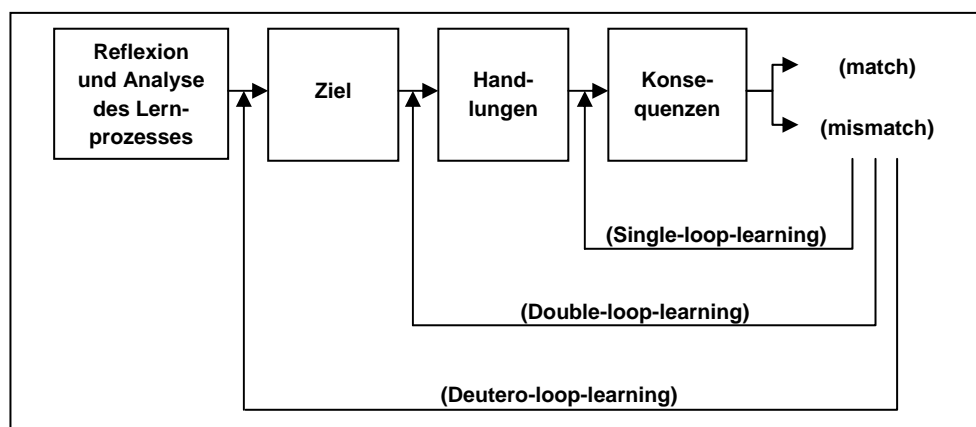 Reflexion
und Analyse
des Lern-
prozesses
Ziel
Hand-
lungen
Konse-
quenzen
(match)
(mismatch)
(Single-loop-learning)
(Double-loop-learning)
(Deutero-loop-learning)